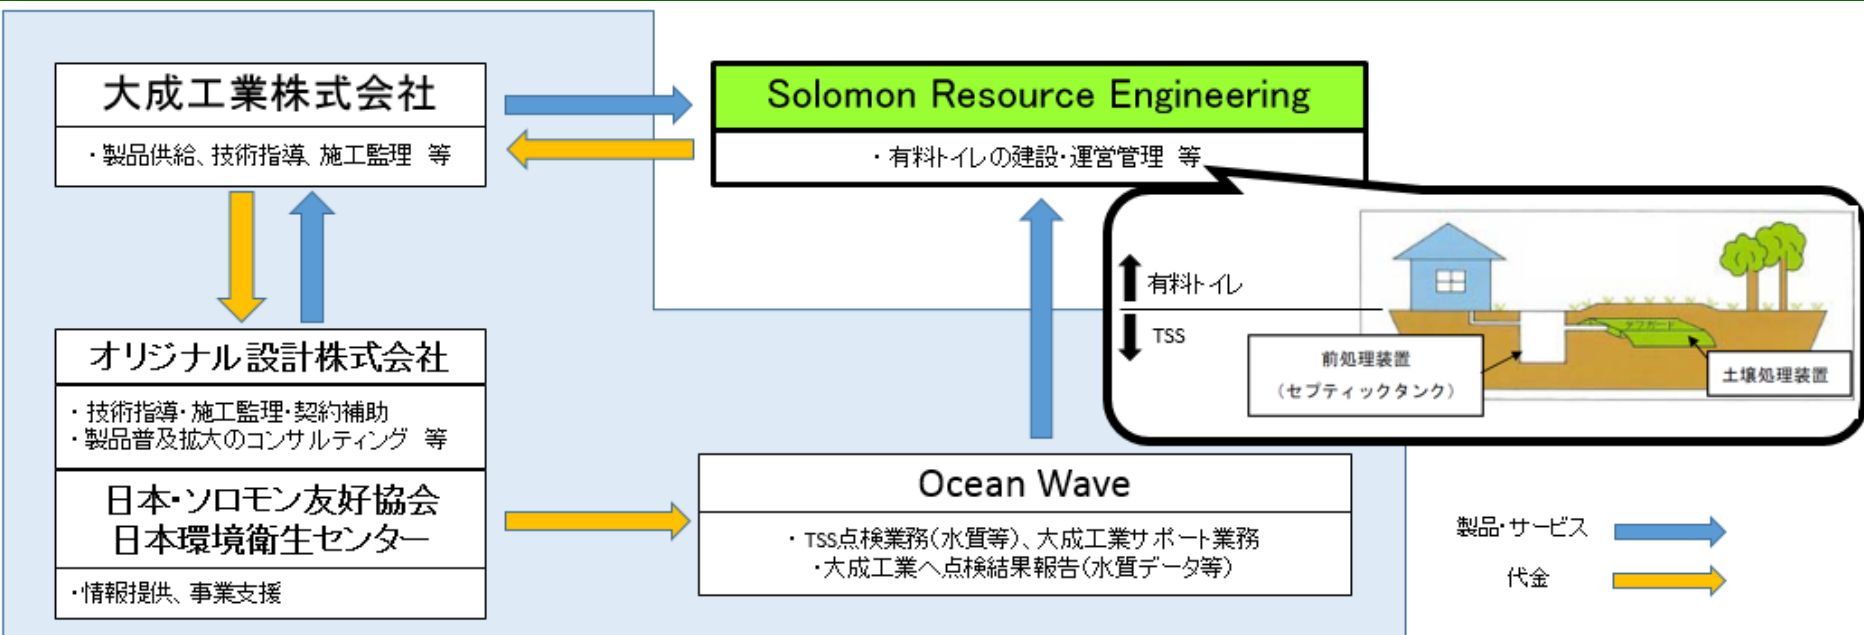 大成工業株式会社
・製品供給、技術指導、施工監理 等
Solomon Resource Engineering
・有料トイレの建設・運営管理 等
有料トイレ
TSS
前処理装置
（セプティックタンク）
タフガード
土壌処理装置
オリジナル設計株式会社
・技術指導・施工監理・契約補助
・製品普及拡大のコンサルティング 等
日本・ソロモン友好協会
日本環境衛生センター
・情報提供、事業支援
Ocean Wave
・TSS点検業務(水質等)、大成工業サポート業務
・大成工業へ点検結果報告(水質データ等)
製品・サービス
代金